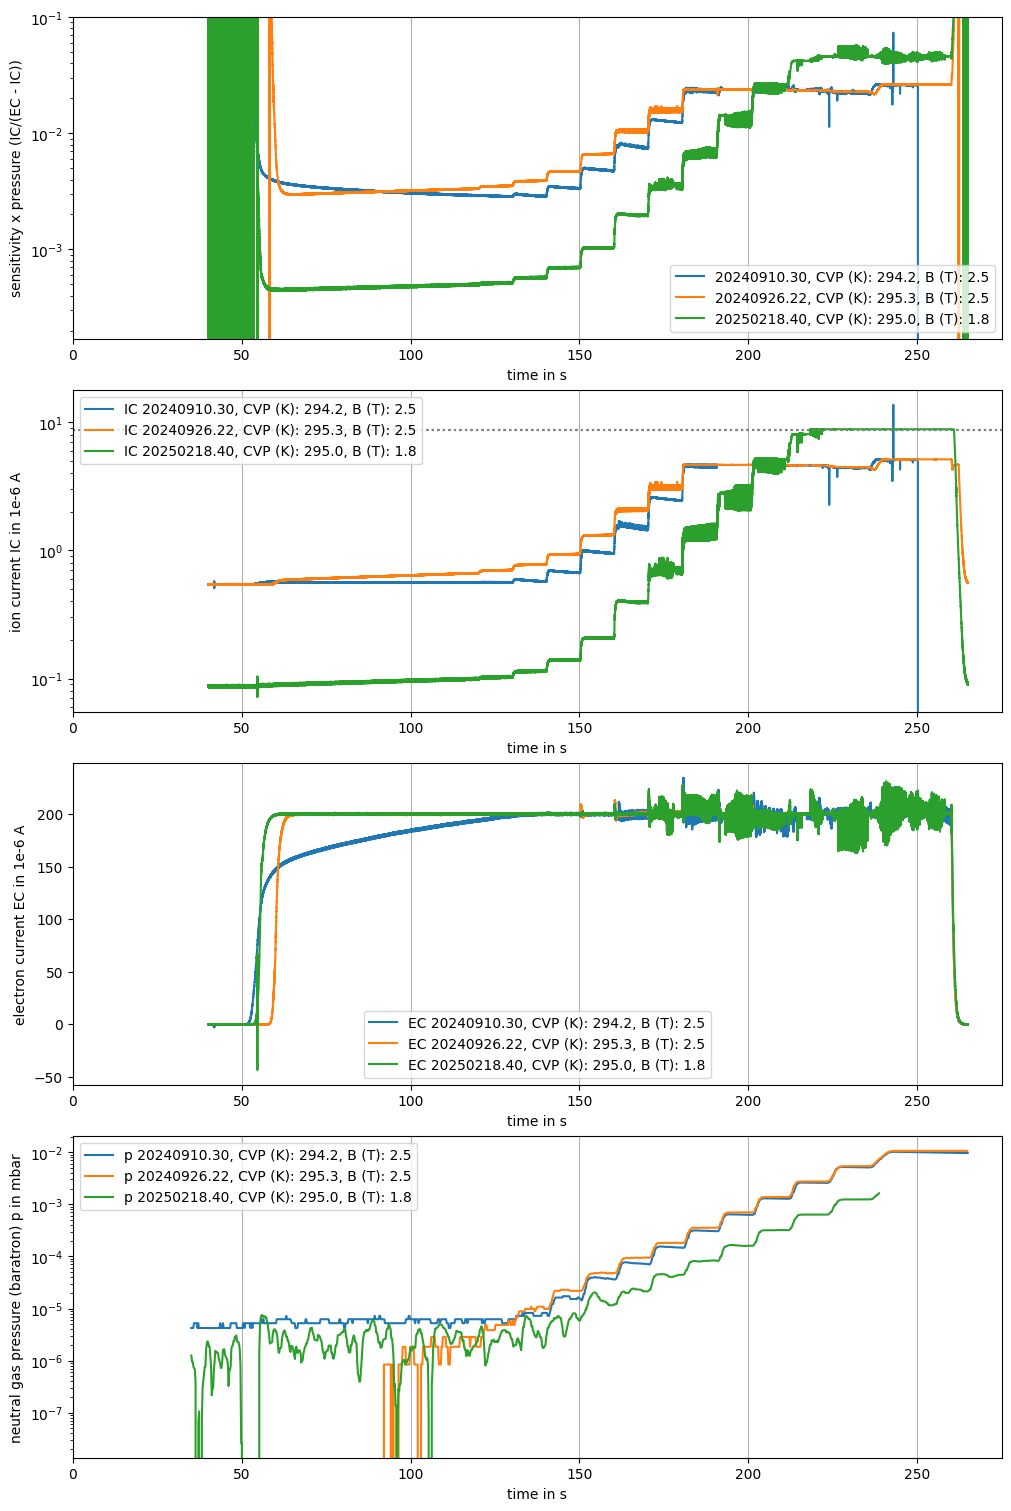 sensitivity x pressure (IC/(EC - IC))
10⁻¹
10⁻²
10⁻³
20240910.30, CVP (K): 294.2, B (T): 2.5
20240926.22, CVP (K): 295.3, B (T): 2.5
20250218.40, CVP (K): 295.0, B (T): 1.8
0 50 100 150 200 250
time in s
ion current IC in 1e-6 A
10¹
10⁰
10⁻¹
IC 20240910.30, CVP (K): 294.2, B (T): 2.5
IC 20240926.22, CVP (K): 295.3, B (T): 2.5
IC 20250218.40, CVP (K): 295.0, B (T): 1.8
0 50 100 150 200 250
time in s
electron current EC in 1e-6 A
200
150
100
50
0
−50
EC 20240910.30, CVP (K): 294.2, B (T): 2.5
EC 20240926.22, CVP (K): 295.3, B (T): 2.5
EC 20250218.40, CVP (K): 295.0, B (T): 1.8
0 50 100 150 200 250
time in s
neutral gas pressure (baratron) p in mbar
10⁻²
10⁻³
10⁻⁴
10⁻⁵
10⁻⁶
10⁻⁷
p 20240910.30, CVP (K): 294.2, B (T): 2.5
p 20240926.22, CVP (K): 295.3, B (T): 2.5
p 20250218.40, CVP (K): 295.0, B (T): 1.8
0 50 100 150 200 250
time in s